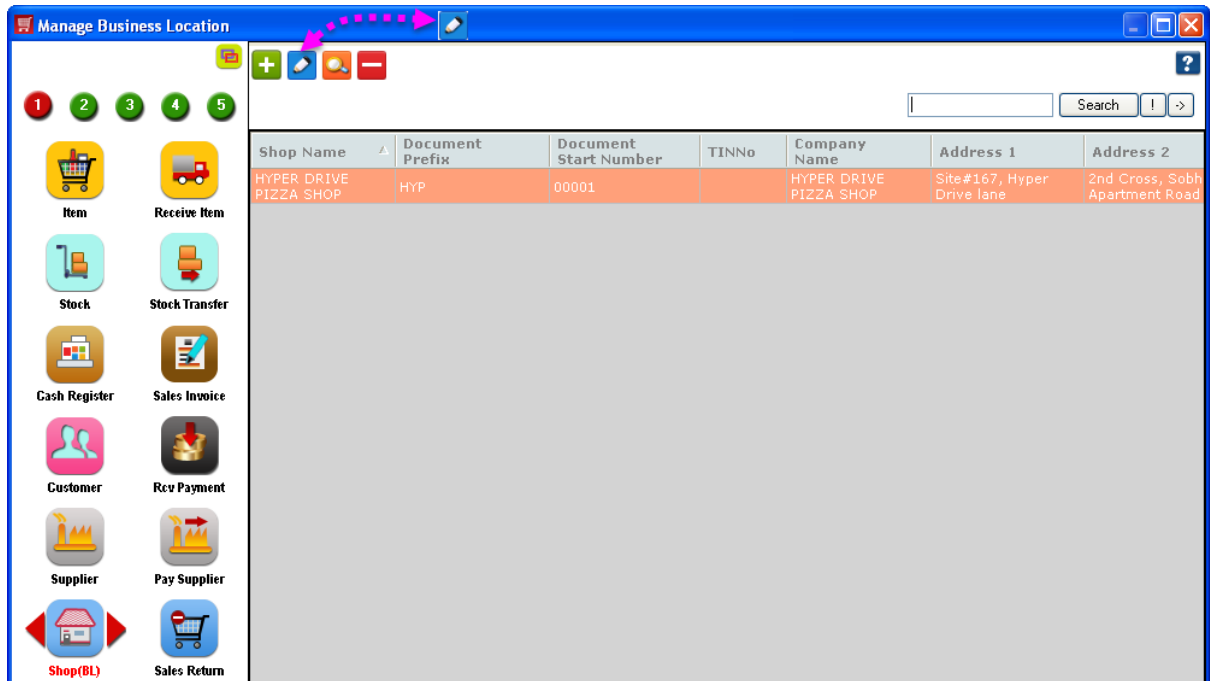 Manage Business Location
?
1 2 3 4 5
Search ! ->
Shop Name Document Prefix Document Start Number TINNo Company Name Address 1 Address 2
HYPER DRIVE PIZZA SHOP HYP 00001 HYPER DRIVE PIZZA SHOP Site#167, Hyper Drive lane 2nd Cross, Sobh Apartment Road
Item Receive Item
Stock Stock Transfer
Cash Register Sales Invoice
Customer Rcv Payment
Supplier Pay Supplier
Shop(BL) Sales Return